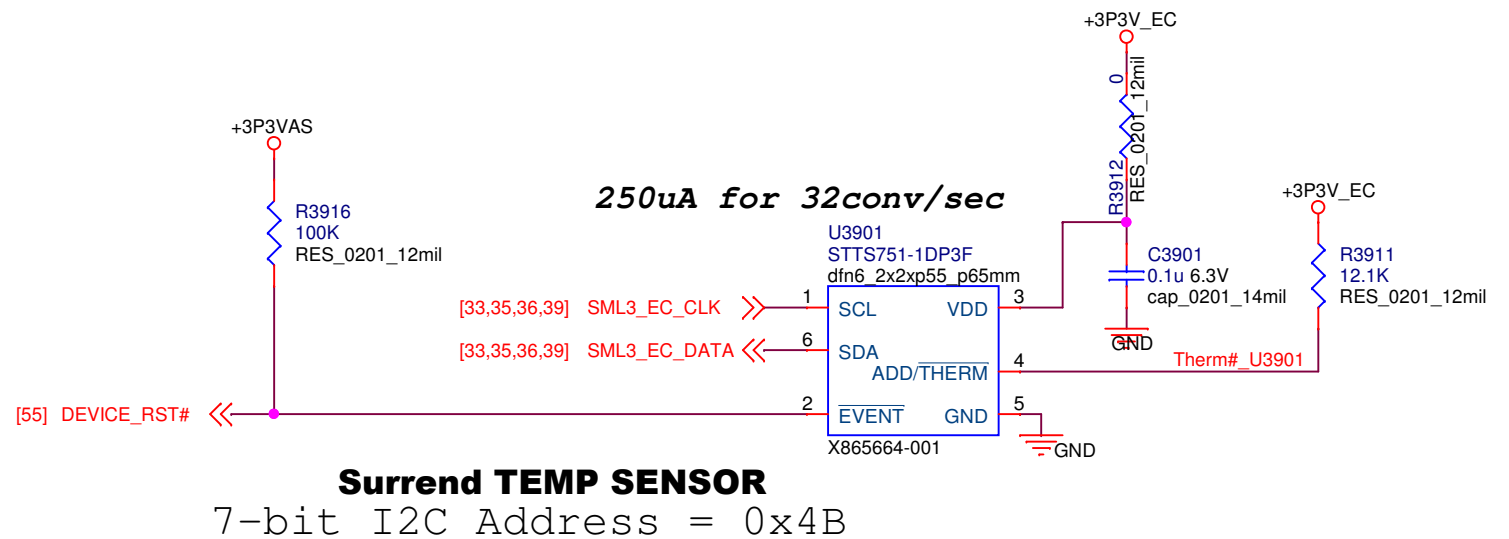 +3P3V_EC
0
R3912
RES_0201_12mil
+3P3VAS
R3916
100K
RES_0201_12mil
250uA for 32conv/sec
+3P3V_EC
U3901
STTS751-1DP3F
dfn6_2x2xp55_p65mm
C3901
0.1u 6.3V
cap_0201_14mil
GND
R3911
12.1K
RES_0201_12mil
[33,35,36,39] SML3_EC_CLK 1 SCL VDD 3
[33,35,36,39] SML3_EC_DATA 6 SDA
ADD/THERM 4 Therm#_U3901
[55] DEVICE_RST# 2 EVENT GND 5
GND
X865664-001
Surrend TEMP SENSOR
7-bit I2C Address = 0x4B